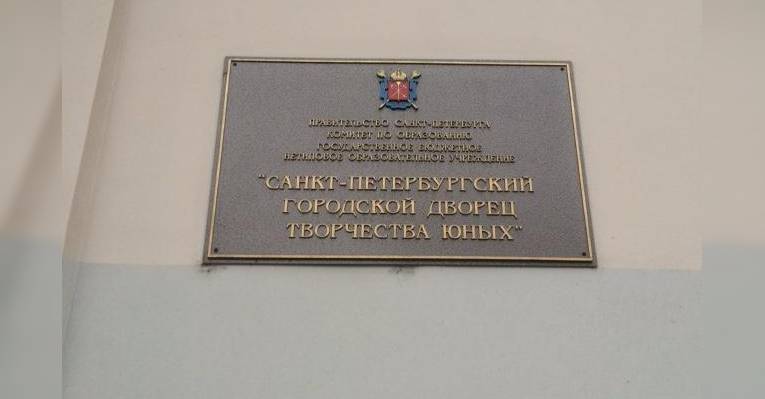 ПРАВИТЕЛЬСТВО САНКТ-ПЕТЕРБУРГА
КОМИТЕТ ПО ОБРАЗОВАНИЮ
ГОСУДАРСТВЕННОЕ БЮДЖЕТНОЕ
НЕТИПОВОЕ ОБРАЗОВАТЕЛЬНОЕ УЧРЕЖДЕНИЕ
"САНКТ-ПЕТЕРБУРГСКИЙ
ГОРОДСКОЙ ДВОРЕЦ
ТВОРЧЕСТВА ЮНЫХ"